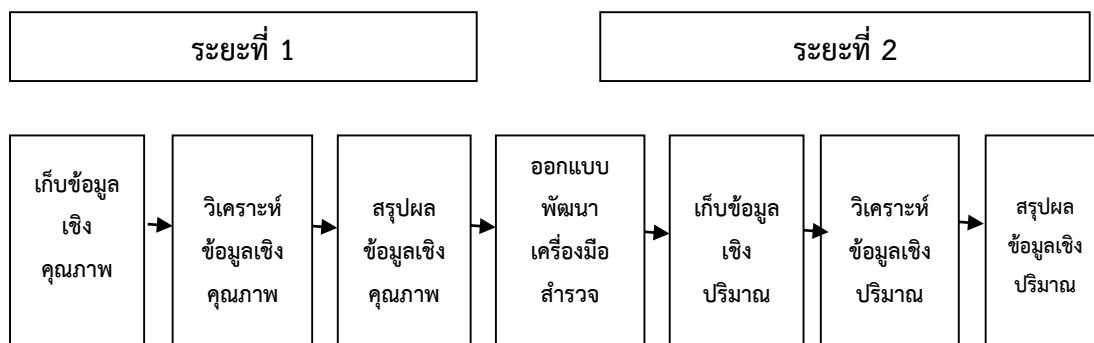 ระยะที่ 1
ระยะที่ 2
เก็บข้อมูล
เชิง
คุณภาพ
วิเคราะห์
ข้อมูลเชิง
คุณภาพ
สรุปผล
ข้อมูลเชิง
คุณภาพ
ออกแบบ
พัฒนา
เครื่องมือ
สำรวจ
เก็บข้อมูล
เชิง
ปริมาณ
วิเคราะห์
ข้อมูลเชิง
ปริมาณ
สรุปผล
ข้อมูลเชิง
ปริมาณ